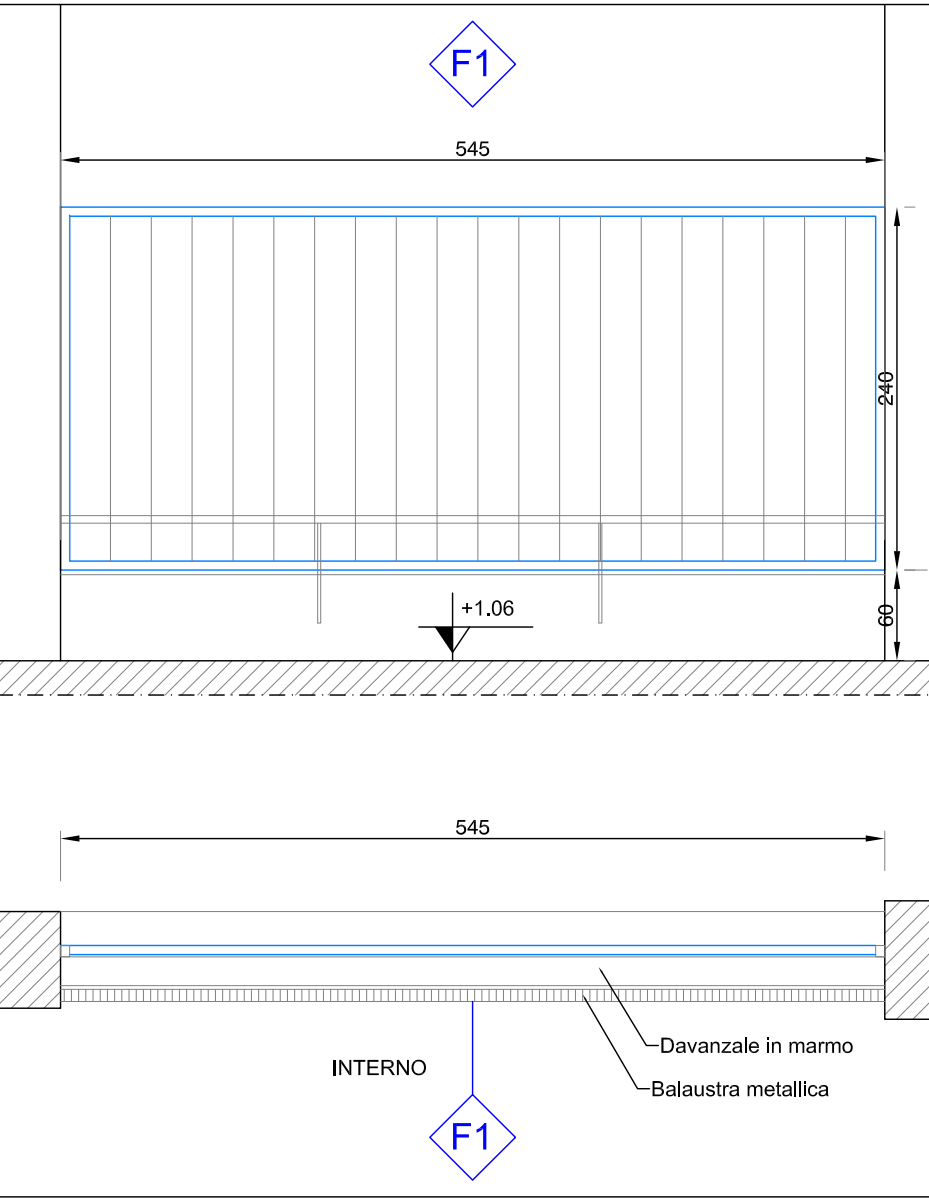 F1
545
240
+1.06
60
545
Davanzale in marmo
INTERNO
Balaustra metallica
F1